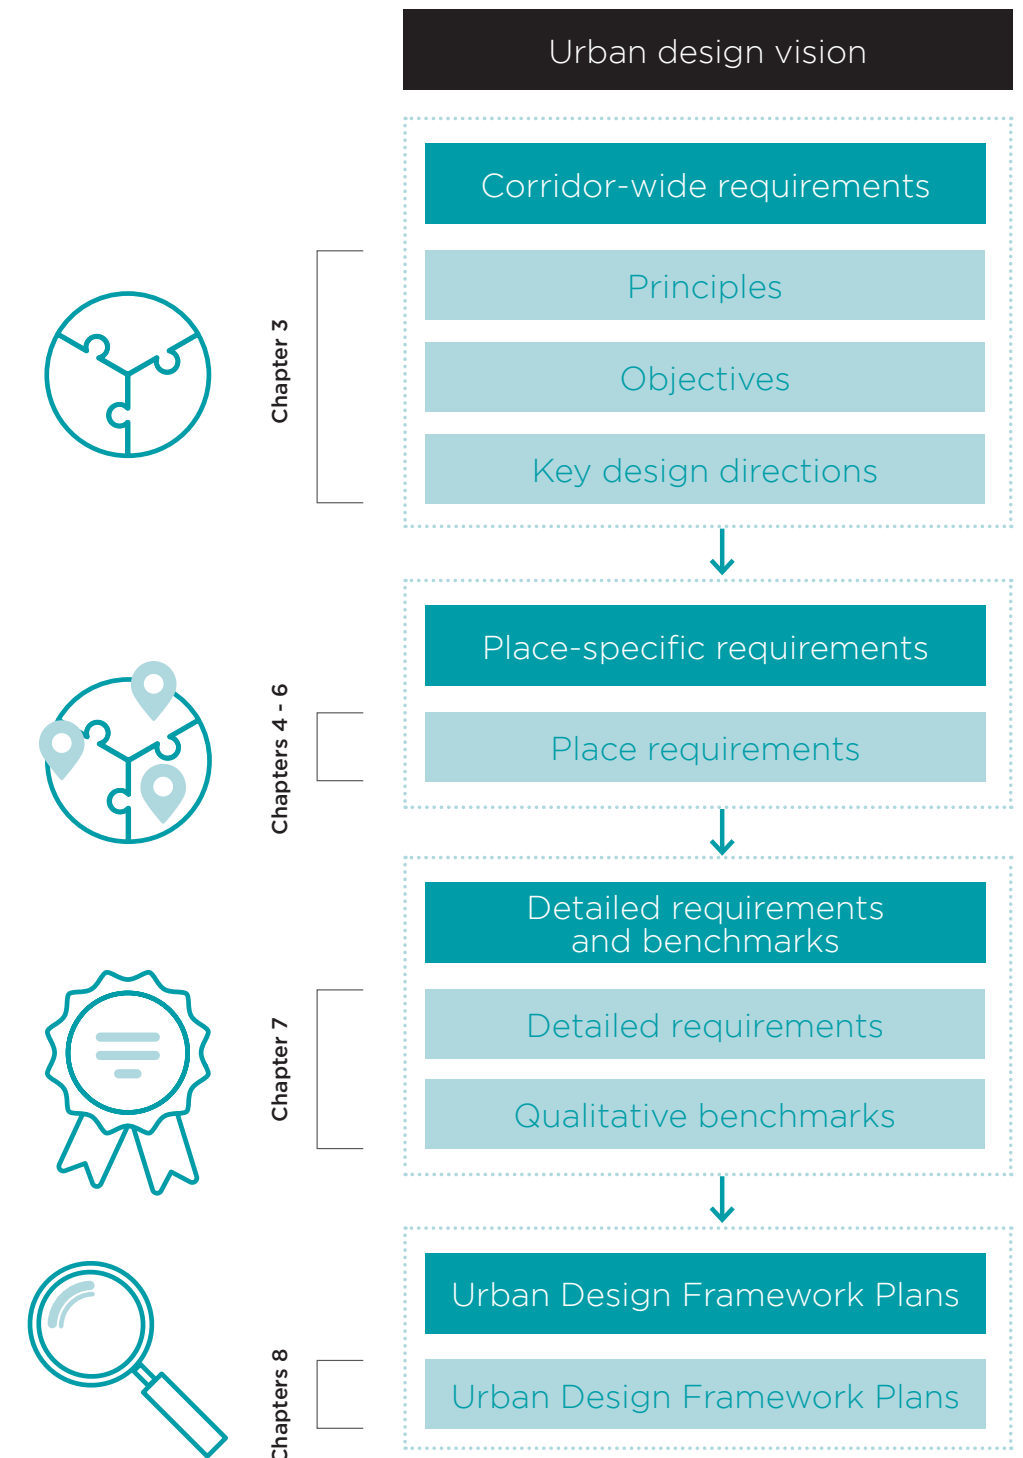 Urban design vision
Corridor-wide requirements
Chapter 3
Principles
Objectives
Key design directions
Place-specific requirements
Chapters 4 - 6
Place requirements
Detailed requirements
and benchmarks
Chapter 7
Detailed requirements
Qualitative benchmarks
Urban Design Framework Plans
Chapters 8
Urban Design Framework Plans